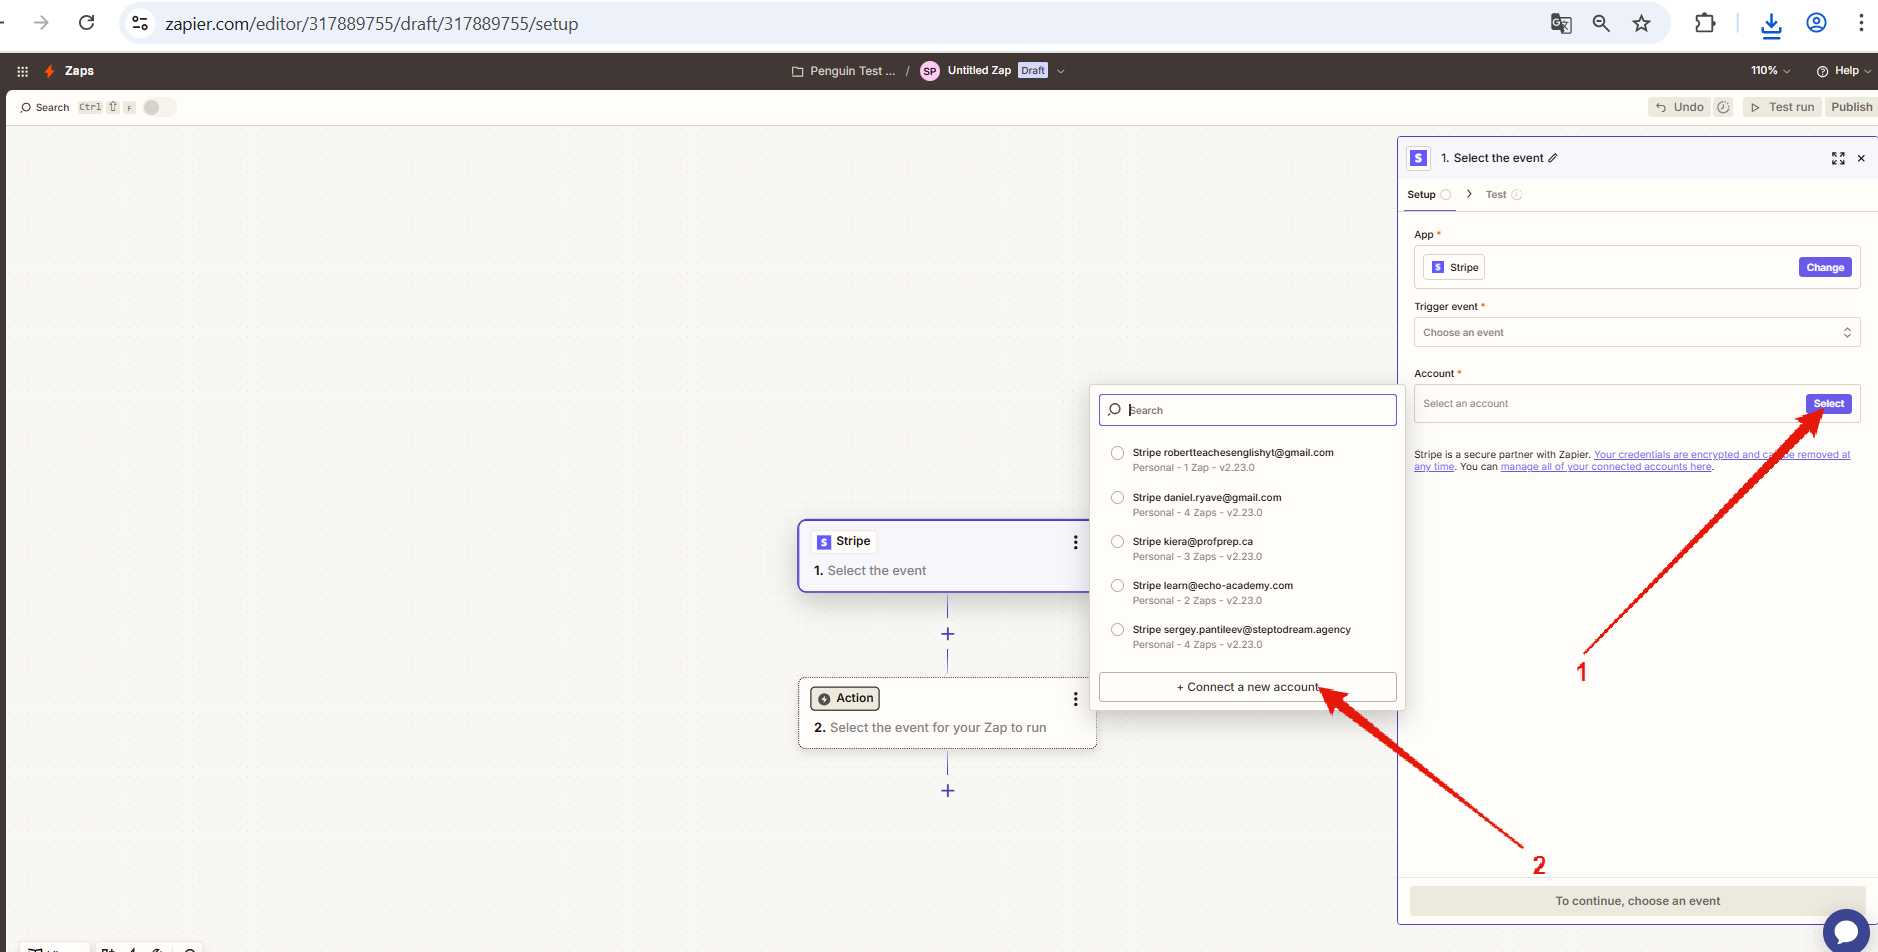 zapier.com/editor/317889755/draft/317889755/setup
Zaps
Penguin Test ... / SP Untitled Zap Draft
110%
Help
Search Ctrl ⇧ F
Undo
Test run
Publish
1. Select the event
Setup
Test
App *
Stripe
Change
Trigger event *
Choose an event
Account *
Select an account
Select
Stripe is a secure partner with Zapier. Your credentials are encrypted and can be removed at
any time. You can manage all of your connected accounts here.
Search
Stripe robertteachesenglishyt@gmail.com
Personal - 1 Zap - v2.23.0
Stripe daniel.ryave@gmail.com
Personal - 4 Zaps - v2.23.0
Stripe kiera@profprep.ca
Personal - 3 Zaps - v2.23.0
Stripe learn@echo-academy.com
Personal - 2 Zaps - v2.23.0
Stripe sergey.pantileev@steptodream.agency
Personal - 4 Zaps - v2.23.0
+ Connect a new account
Stripe
1. Select the event
Action
2. Select the event for your Zap to run
1
2
To continue, choose an event